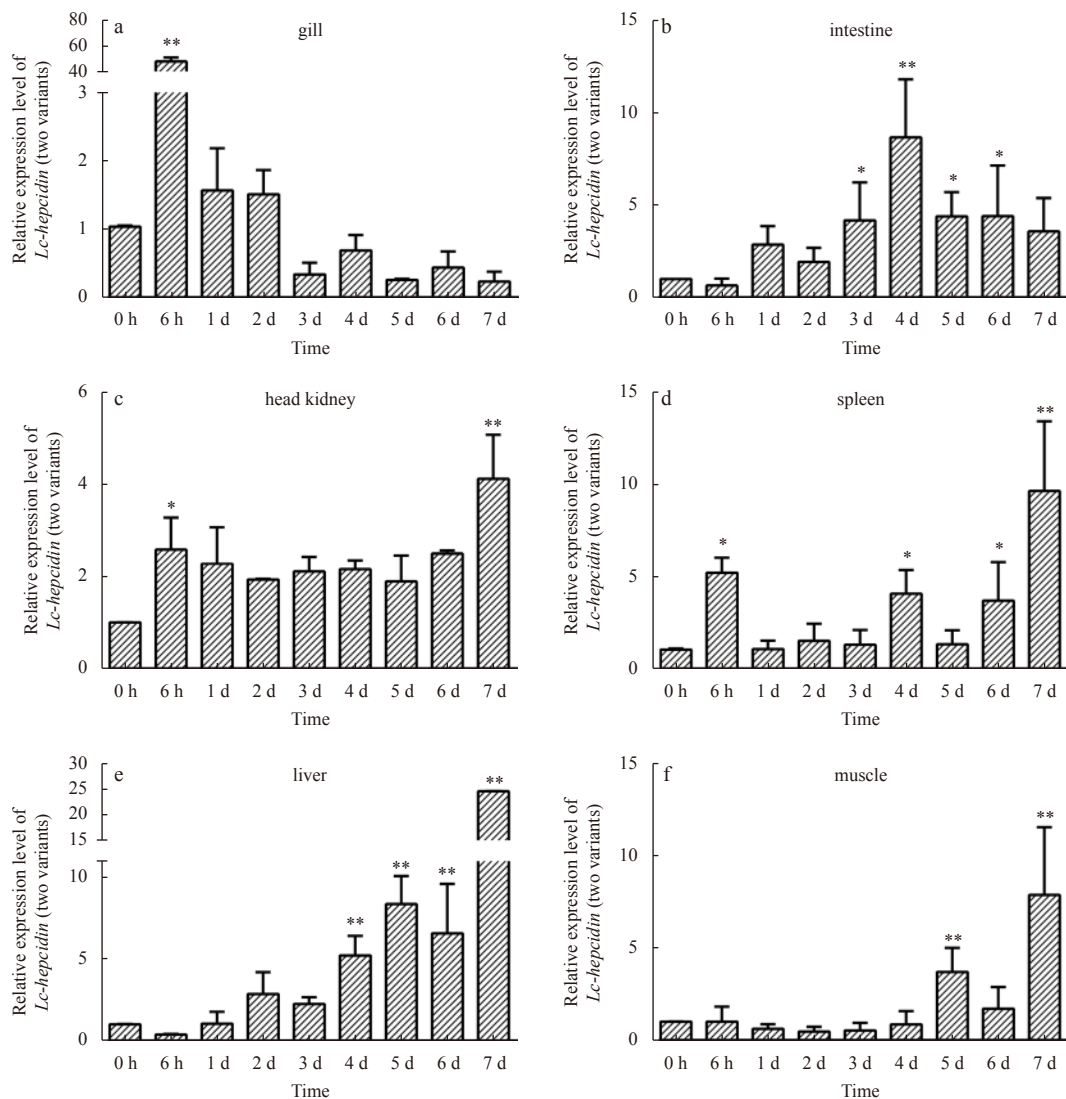 a
gill
Relative expression level of
Lc-hepcidin (two variants)
80
60
40
3
2
1
0
**
0 h 6 h 1 d 2 d 3 d 4 d 5 d 6 d 7 d
Time
b
intestine
Relative expression level of
Lc-hepcidin (two variants)
15
10
5
0
* ** * *
0 h 6 h 1 d 2 d 3 d 4 d 5 d 6 d 7 d
Time
c
head kidney
Relative expression level of
Lc-hepcidin (two variants)
6
4
2
0
* **
0 h 6 h 1 d 2 d 3 d 4 d 5 d 6 d 7 d
Time
d
spleen
Relative expression level of
Lc-hepcidin (two variants)
15
10
5
0
* * * **
0 h 6 h 1 d 2 d 3 d 4 d 5 d 6 d 7 d
Time
e
liver
Relative expression level of
Lc-hepcidin (two variants)
30
25
20
15
10
5
0
** ** ** **
0 h 6 h 1 d 2 d 3 d 4 d 5 d 6 d 7 d
Time
f
muscle
Relative expression level of
Lc-hepcidin (two variants)
15
10
5
0
** **
0 h 6 h 1 d 2 d 3 d 4 d 5 d 6 d 7 d
Time